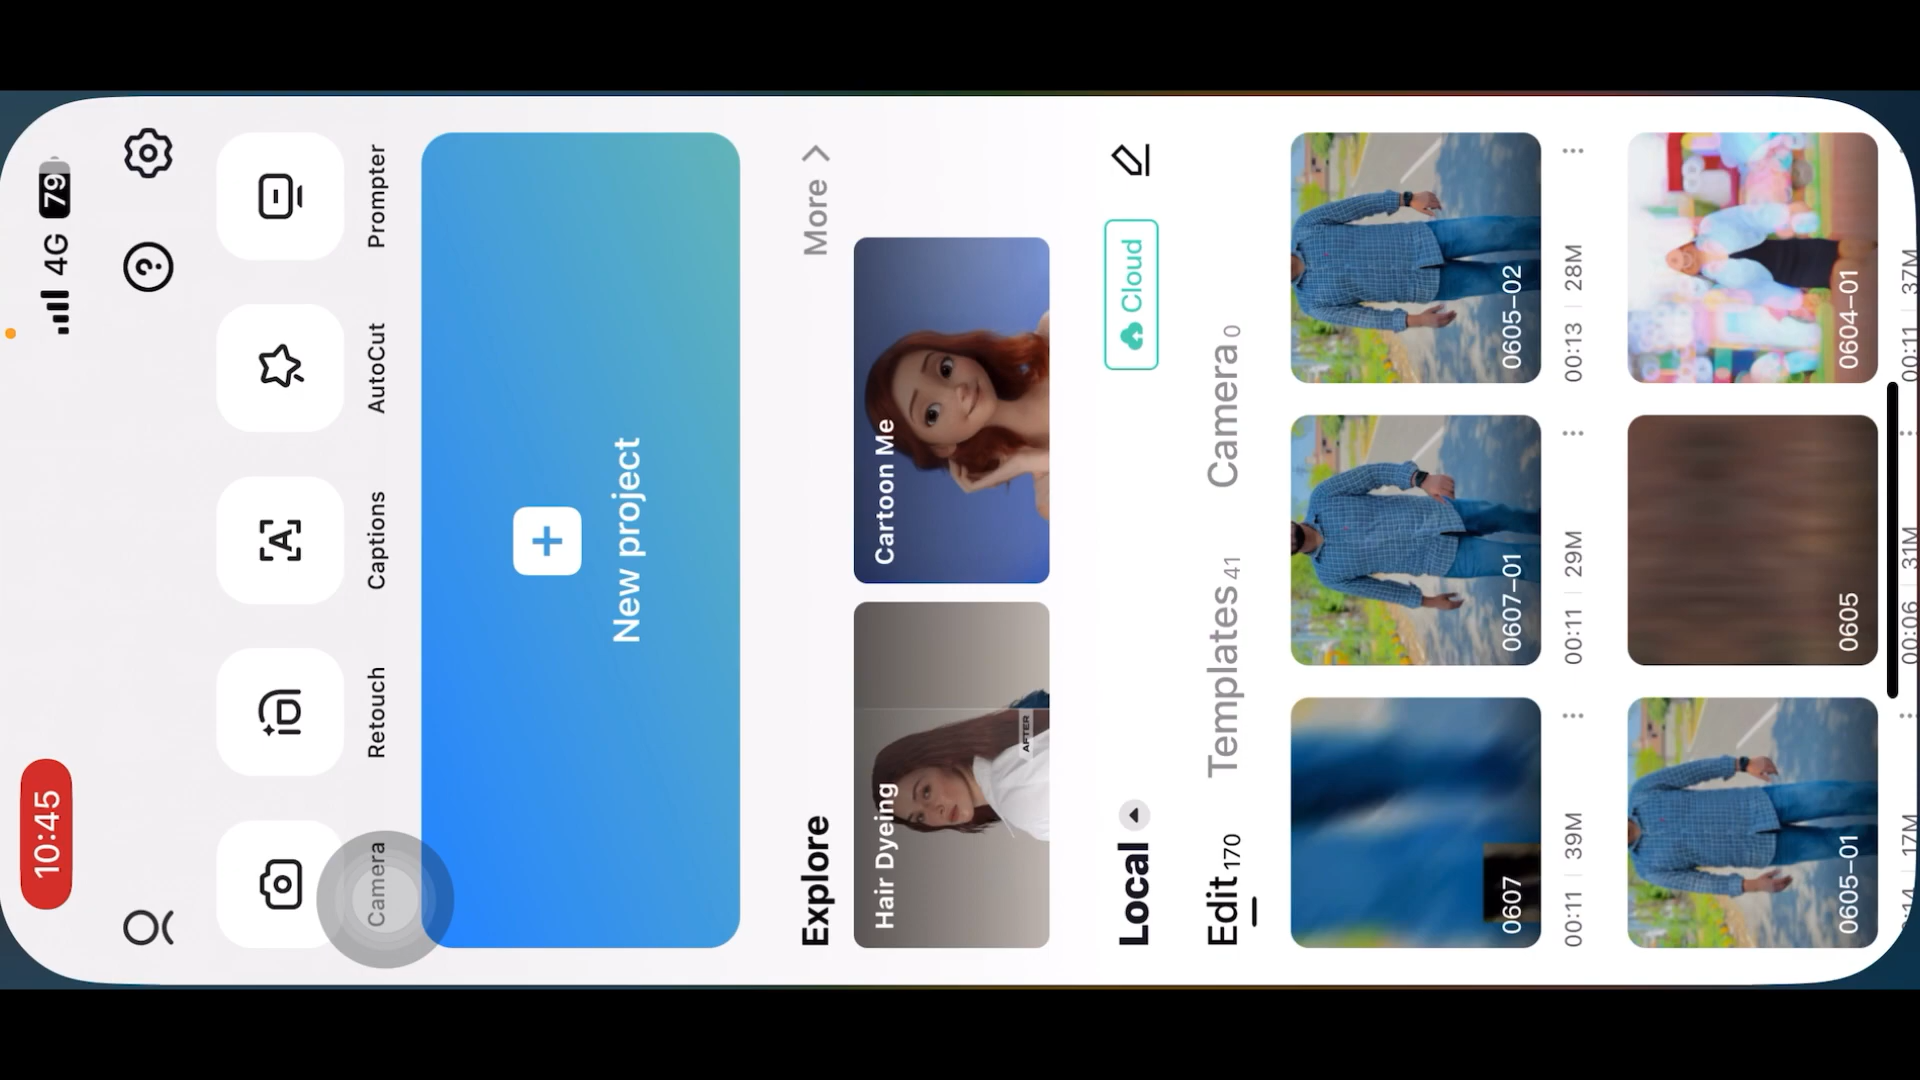 10:45
4G 79
Camera
Retouch
Captions
AutoCut
Prompter
New project
Explore
More
Hair Dyeing
AFTER
Cartoon Me
Local
Cloud
Edit 170
Templates 41
Camera 0
0607
0607-01
0605-02
00:11 39M
00:11 29M
00:13 28M
0605-01
0605
0604-01
17M
00:06 31M
00:11 37M